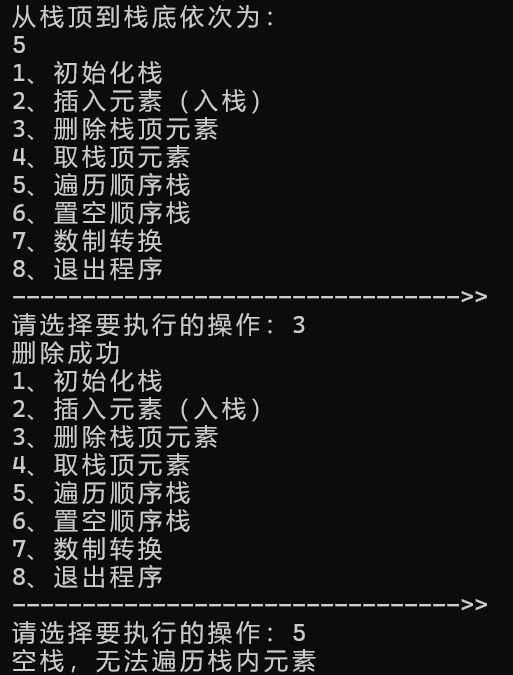 从栈顶到栈底依次为:
5
1、初始化栈
2、插入元素（入栈）
3、删除栈顶元素
4、取栈顶元素
5、遍历顺序栈
6、置空顺序栈
7、数制转换
8、退出程序
-------------------------------->>
请选择要执行的操作: 3
删除成功
1、初始化栈
2、插入元素（入栈）
3、删除栈顶元素
4、取栈顶元素
5、遍历顺序栈
6、置空顺序栈
7、数制转换
8、退出程序
-------------------------------->>
请选择要执行的操作: 5
空栈, 无法遍历栈内元素